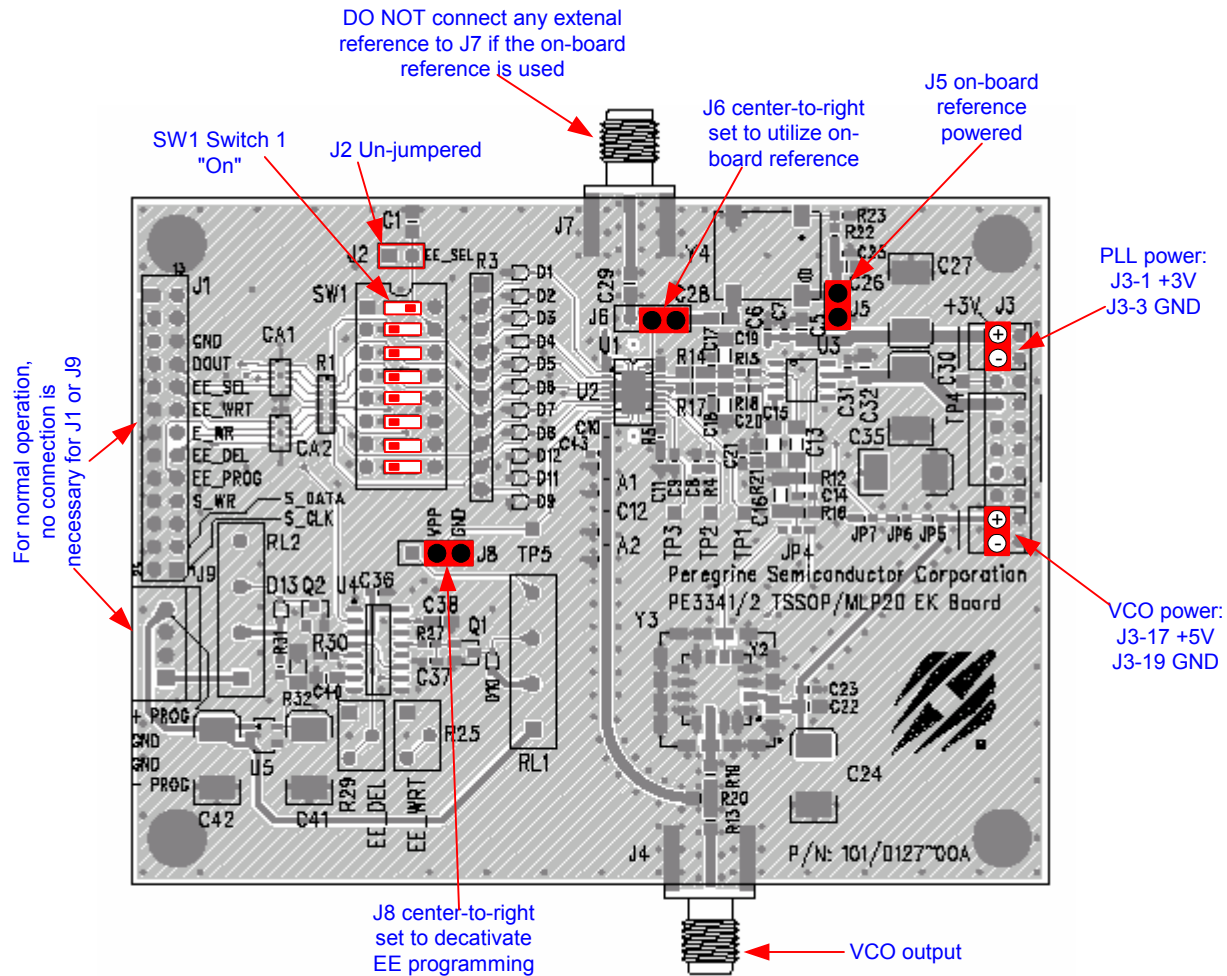 DO NOT connect any extenal
reference to J7 if the on-board
reference is used
J5 on-board
reference
powered
J6 center-to-right
set to utilize on-
board reference
SW1 Switch 1
"On"
J2 Un-jumpered
PLL power:
J3-1 +3V
J3-3 GND
For normal operation,
no connection is
necessary for J1 or J9
VCO power:
J3-17 +5V
J3-19 GND
J8 center-to-right
set to decativate
EE programming
VCO output
C1
J2
EE_SEL
R3
J7
Y4
R23
R22
C25
C26
C27
J5
+3V
J3
13
J1
SW1
D1
D2
D3
D4
D5
D6
D7
D8
D12
D11
D9
C29
C28
J6
U1
U2
C17
C6
C7
C5
C19
U3
R14
R15
R17
R18
C18
C20
C15
C13
C31
C32
C30
TP4
C35
GND
DOUT
EE_SEL
EE_WRT
E_WR
EE_DEL
EE_PROG
S_WR
S_DATA
S_CLK
CA1
R1
CA2
C10
C43
R5
A1
C12
A2
C11
C9
C8
R4
C21
R21
C16
R12
C14
R16
TP3
TP2
TP1
JP4
JP7
JP6
JP5
25
J9
RL2
VPP
GND
J8
TP5
D13
Q2
U4
C36
C38
R27
Q1
C37
D10
R31
R30
C40
R32
Peregrine Semiconductor Corporation
PE3341/2 TSSOP/MLP20 EK Board
Y3
Y2
C23
C22
C24
+ PROG
GND
GND
- PROG
U5
C42
C41
R29
EE_DEL
R25
EE_WRT
RL1
R19
R20
R13
J4
P/N: 101/0127~00A